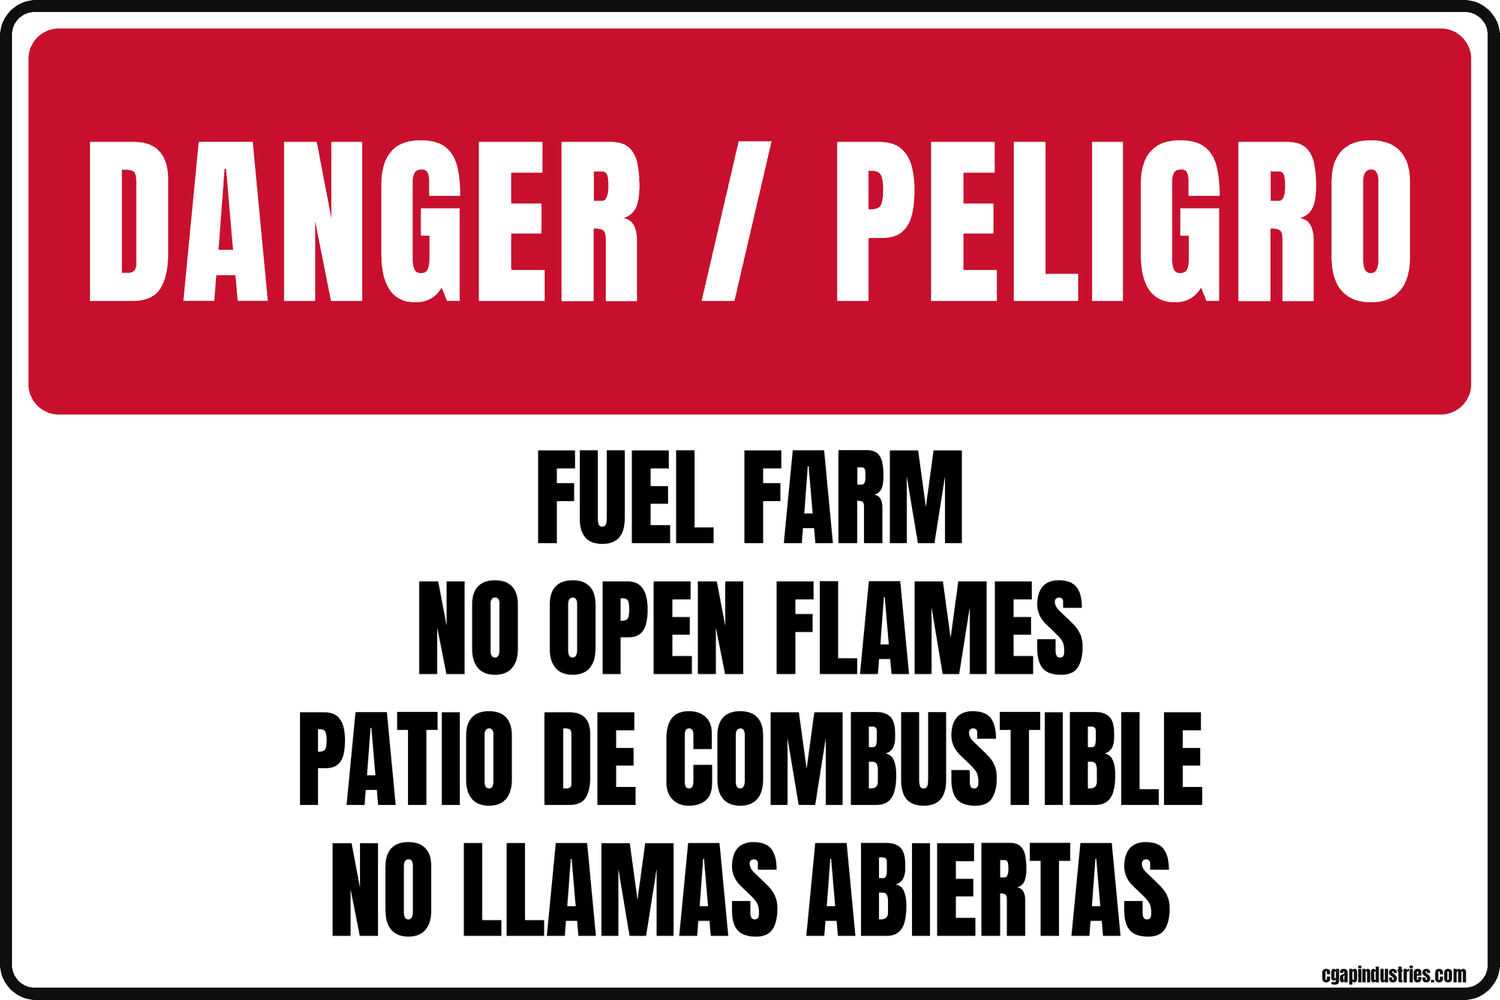 DANGER / PELIGRO
FUEL FARM
NO OPEN FLAMES
PATIO DE COMBUSTIBLE
NO LLAMAS ABIERTAS
cgapindustries.com